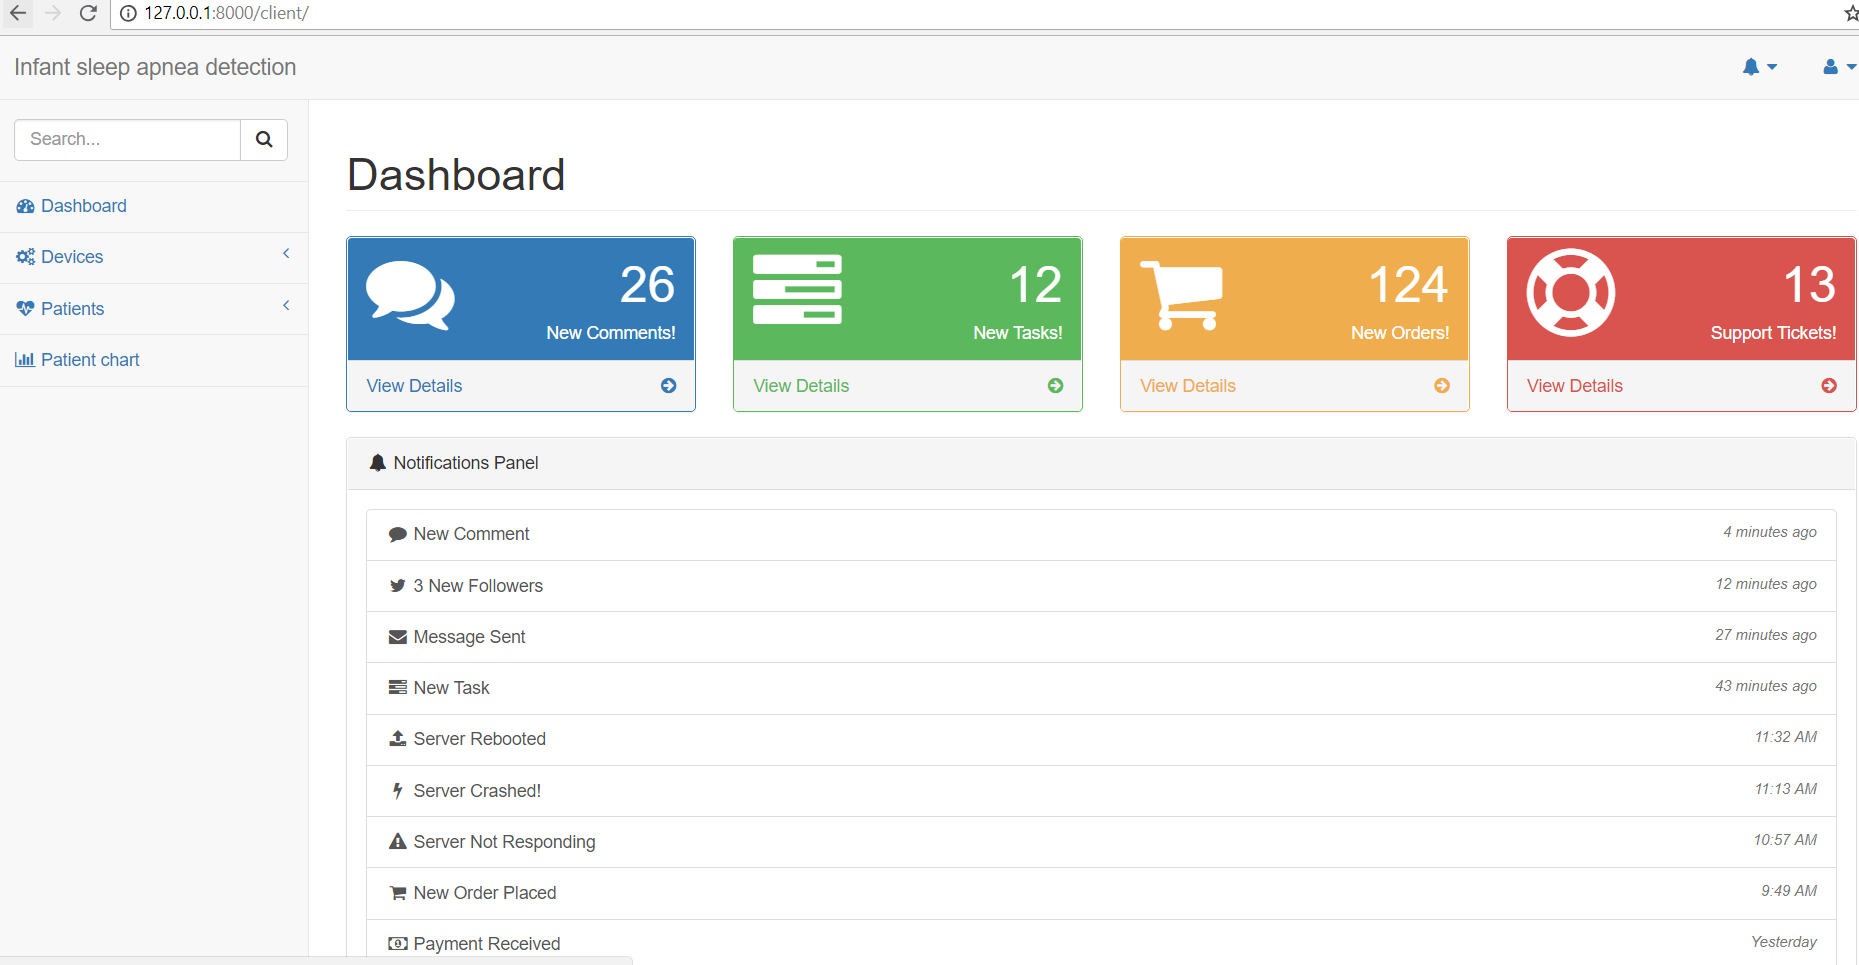 127.0.0.1:8000/client/
Infant sleep apnea detection
Search...
Dashboard
Devices
Patients
Patient chart
Dashboard
26
New Comments!
View Details
12
New Tasks!
View Details
124
New Orders!
View Details
13
Support Tickets!
View Details
Notifications Panel
New Comment 4 minutes ago
3 New Followers 12 minutes ago
Message Sent 27 minutes ago
New Task 43 minutes ago
Server Rebooted 11:32 AM
Server Crashed! 11:13 AM
Server Not Responding 10:57 AM
New Order Placed 9:49 AM
Payment Received Yesterday